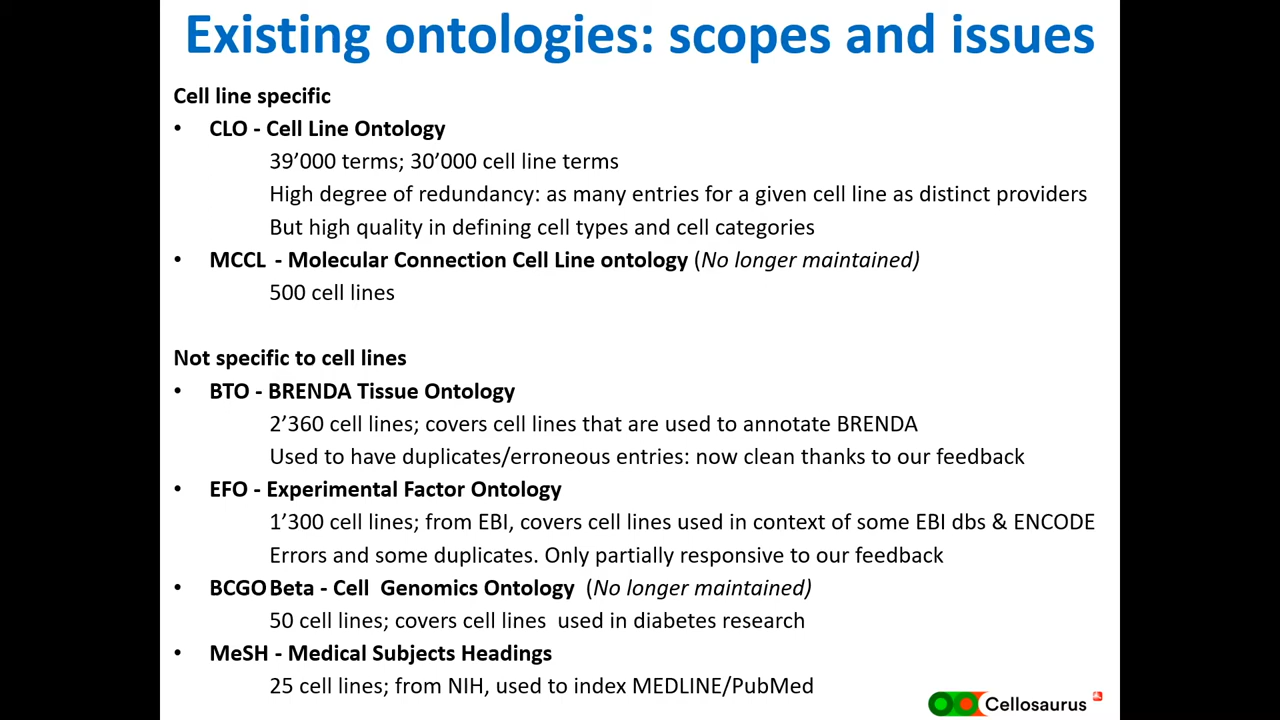 Existing ontologies: scopes and issues
Cell line specific
• CLO - Cell Line Ontology
39’000 terms; 30’000 cell line terms
High degree of redundancy: as many entries for a given cell line as distinct providers
But high quality in defining cell types and cell categories
• MCCL - Molecular Connection Cell Line ontology (No longer maintained)
500 cell lines
Not specific to cell lines
• BTO - BRENDA Tissue Ontology
2’360 cell lines; covers cell lines that are used to annotate BRENDA
Used to have duplicates/erroneous entries: now clean thanks to our feedback
• EFO - Experimental Factor Ontology
1’300 cell lines; from EBI, covers cell lines used in context of some EBI dbs & ENCODE
Errors and some duplicates. Only partially responsive to our feedback
• BCGO Beta - Cell Genomics Ontology (No longer maintained)
50 cell lines; covers cell lines used in diabetes research
• MeSH - Medical Subjects Headings
25 cell lines; from NIH, used to index MEDLINE/PubMed
Cellosaurus